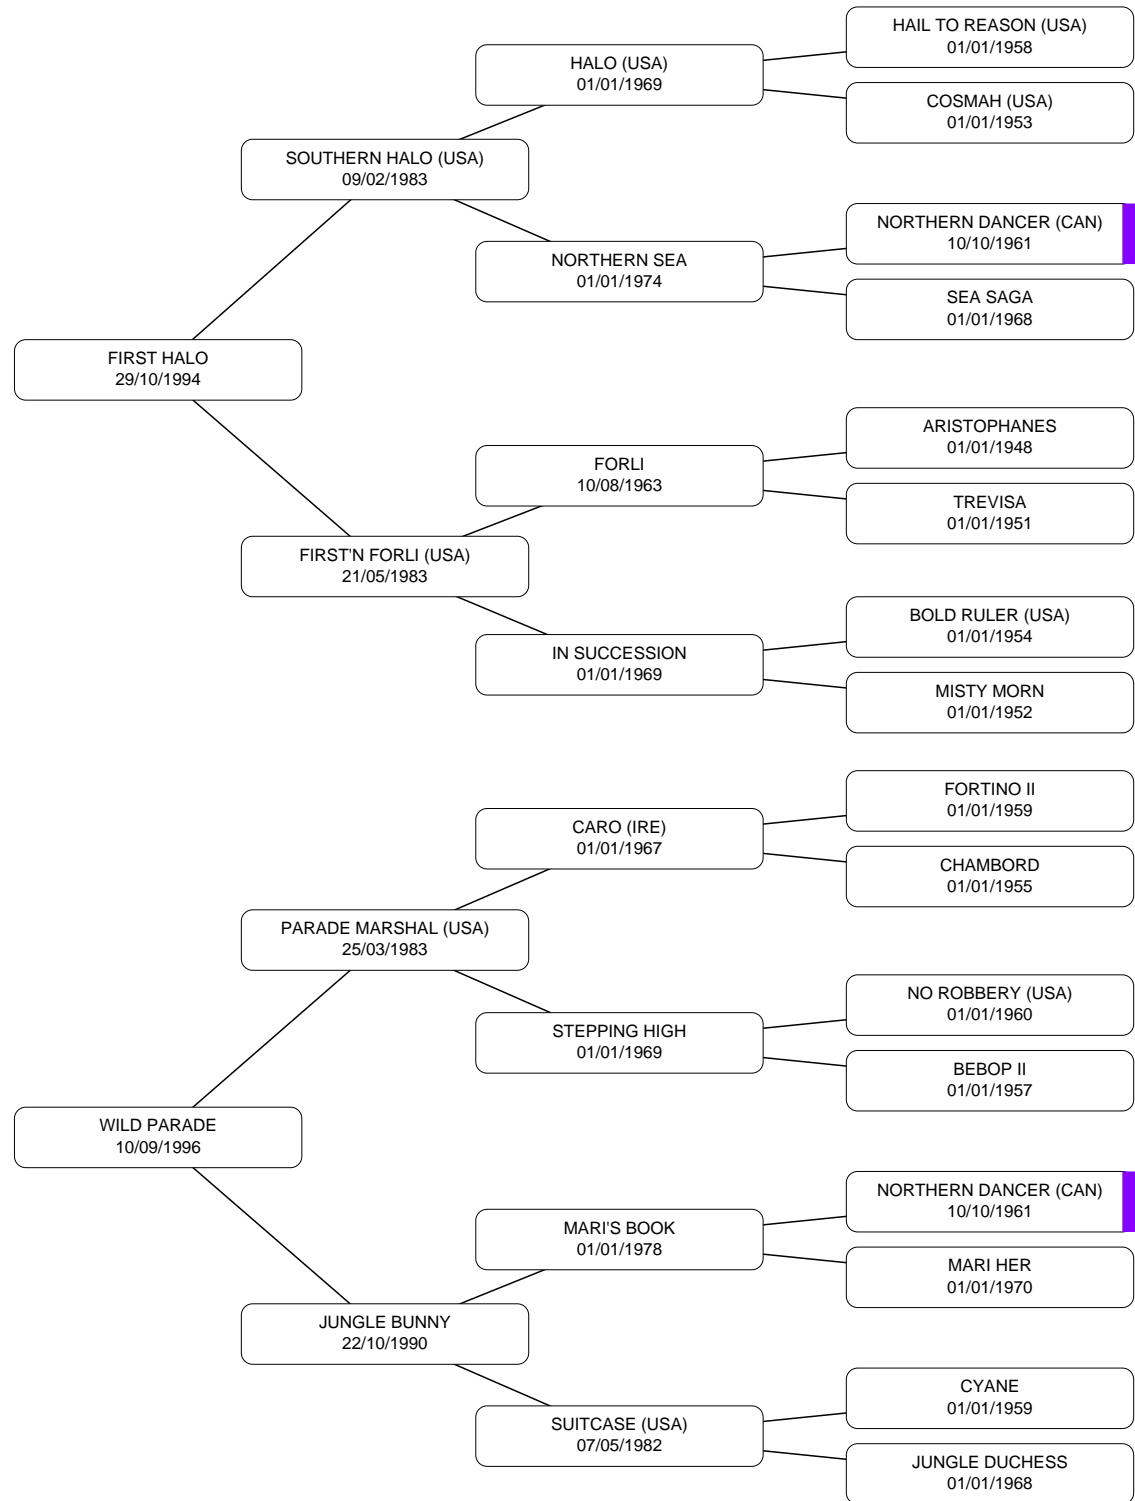 HAIL TO REASON (USA)
01/01/1958
HALO (USA)
01/01/1969
COSMAH (USA)
01/01/1953
SOUTHERN HALO (USA)
09/02/1983
NORTHERN DANCER (CAN)
10/10/1961
NORTHERN SEA
01/01/1974
SEA SAGA
01/01/1968
FIRST HALO
29/10/1994
ARISTOPHANES
01/01/1948
FORLI
10/08/1963
TREVISA
01/01/1951
FIRST'N FORLI (USA)
21/05/1983
BOLD RULER (USA)
01/01/1954
IN SUCCESSION
01/01/1969
MISTY MORN
01/01/1952
FORTINO II
01/01/1959
CARO (IRE)
01/01/1967
CHAMBORD
01/01/1955
PARADE MARSHAL (USA)
25/03/1983
NO ROBBERY (USA)
01/01/1960
STEPPING HIGH
01/01/1969
BEBOP II
01/01/1957
WILD PARADE
10/09/1996
NORTHERN DANCER (CAN)
10/10/1961
MARI'S BOOK
01/01/1978
MARI HER
01/01/1970
JUNGLE BUNNY
22/10/1990
CYANE
01/01/1959
SUITCASE (USA)
07/05/1982
JUNGLE DUCHESS
01/01/1968